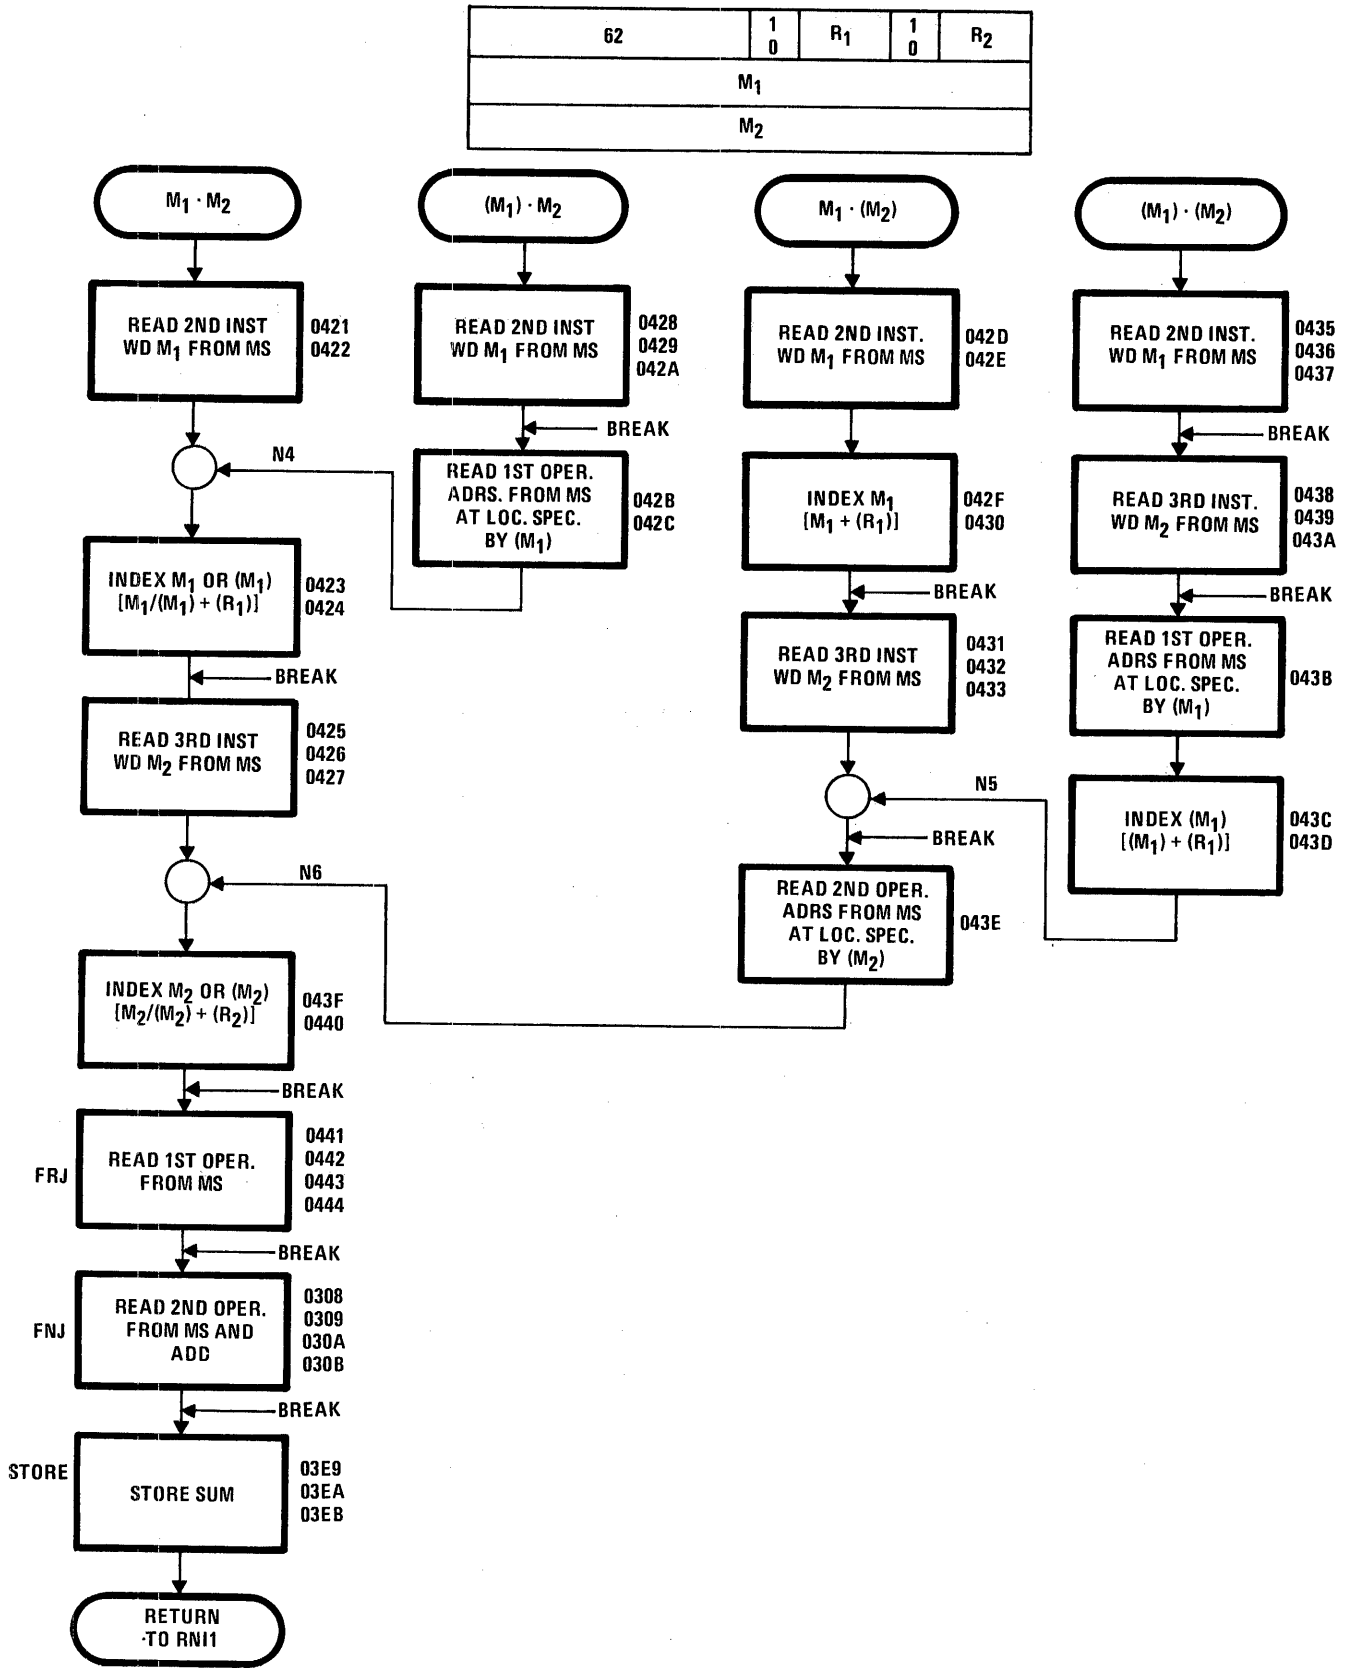 62
1
0
R1
1
0
R2
M1
M2
M1 · M2
READ 2ND INST
WD M1 FROM MS
0421
0422
N4
INDEX M1 OR (M1)
[M1/(M1) + (R1)]
0423
0424
BREAK
READ 3RD INST
WD M2 FROM MS
0425
0426
0427
N6
INDEX M2 OR (M2)
[M2/(M2) + (R2)]
043F
0440
BREAK
FRJ
READ 1ST OPER.
FROM MS
0441
0442
0443
0444
BREAK
FNJ
READ 2ND OPER.
FROM MS AND
ADD
0308
0309
030A
030B
BREAK
STORE
STORE SUM
03E9
03EA
03EB
RETURN
TO RNI1
(M1) · M2
READ 2ND INST
WD M1 FROM MS
0428
0429
042A
BREAK
READ 1ST OPER.
ADRS. FROM MS
AT LOC. SPEC.
BY (M1)
042B
042C
M1 · (M2)
READ 2ND INST.
WD M1 FROM MS
042D
042E
INDEX M1
[M1 + (R1)]
042F
0430
BREAK
READ 3RD INST
WD M2 FROM MS
0431
0432
0433
N5
BREAK
READ 2ND OPER.
ADRS FROM MS
AT LOC. SPEC.
BY (M2)
043E
(M1) · (M2)
READ 2ND INST.
WD M1 FROM MS
0435
0436
0437
BREAK
READ 3RD INST.
WD M2 FROM MS
0438
0439
043A
BREAK
READ 1ST OPER.
ADRS FROM MS
AT LOC. SPEC.
BY (M1)
043B
INDEX (M1)
[(M1) + (R1)]
043C
043D